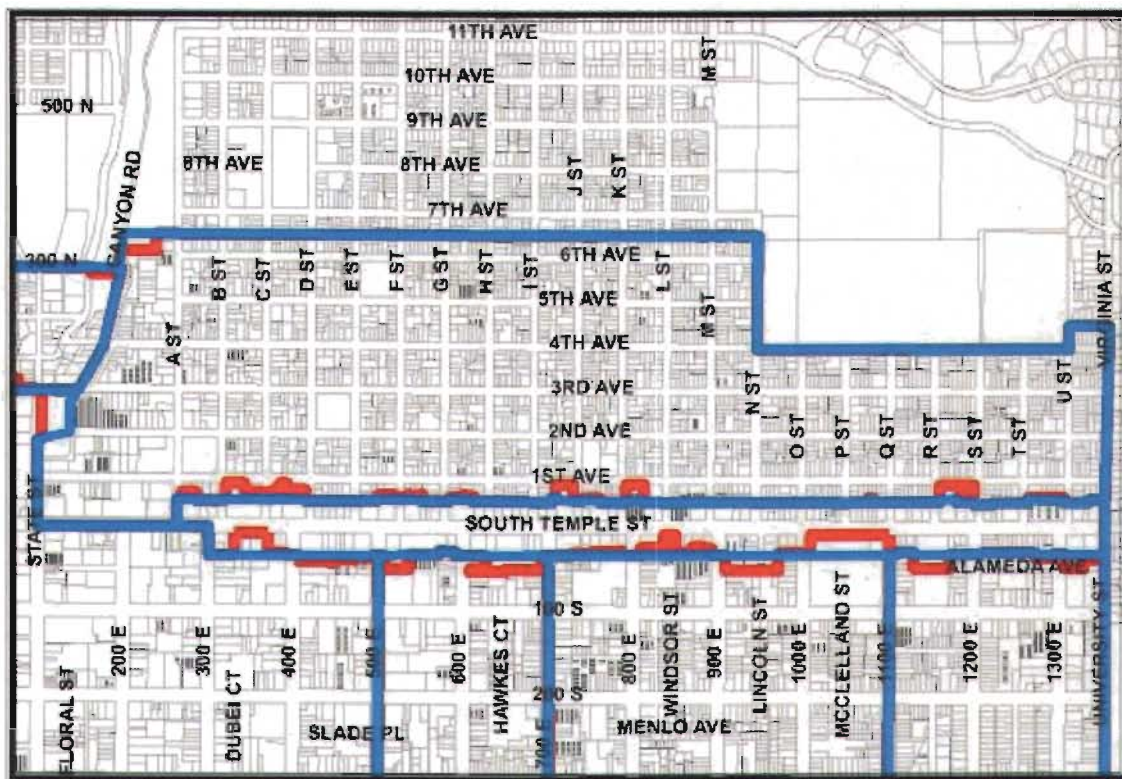 11TH AVE
M ST
10TH AVE
500 N
9TH AVE
8TH AVE
8TH AVE
J ST
K ST
7TH AVE
CANYON RD
300 N
6TH AVE
B ST
C ST
D ST
E ST
F ST
G ST
H ST
I ST
L ST
5TH AVE
M ST
VIRGINIA ST
4TH AVE
A ST
3RD AVE
N ST
U ST
2ND AVE
O ST
P ST
Q ST
R ST
S ST
T ST
1ST AVE
SOUTH TEMPLE ST
STATE ST
ALAMEDA AVE
100 S
200 E
300 E
400 E
500 E
600 E
HAWKES CT
800 E
WINDSOR ST
900 E
LINCOLN ST
1000 E
MCCLELLAND ST
1100 E
1200 E
1300 E
UNIVERSITY ST
FLORAL ST
DUBEI CT
SLADE PL
200 S
700 E
MENLO AVE